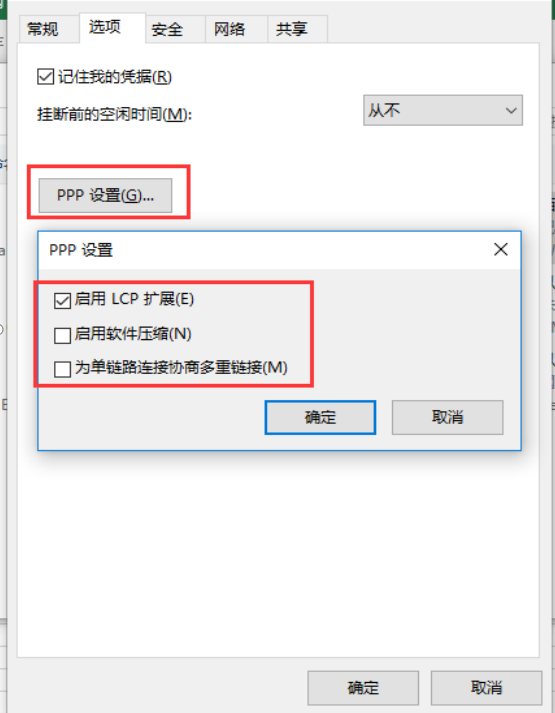 常规 选项 安全 网络 共享
记住我的凭据(R)
挂断前的空闲时间(M): 从不
PPP 设置(G)...
PPP 设置
启用 LCP 扩展(E)
启用软件压缩(N)
为单链路连接协商多重链接(M)
确定 取消
确定 取消